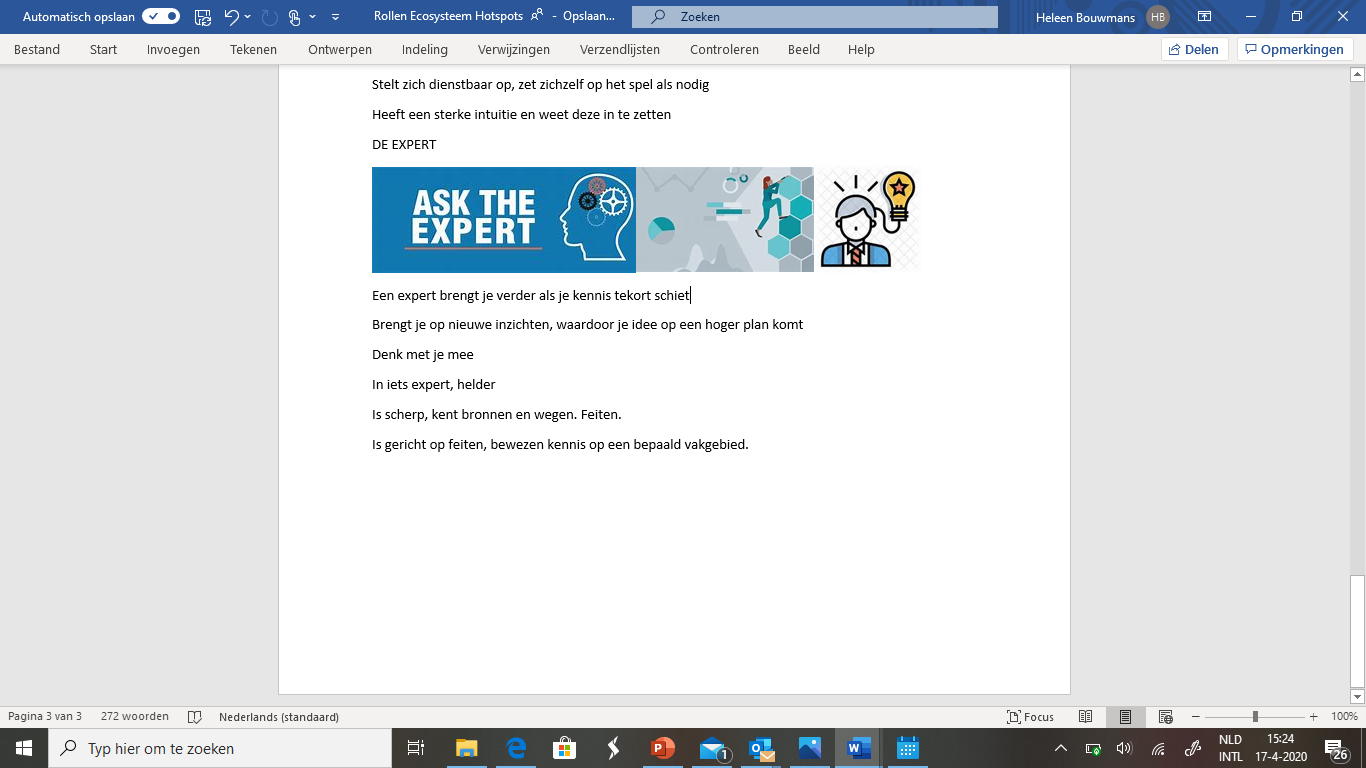 Automatisch opslaan
Rollen Ecosysteem Hotspots - Opslaan...
Zoeken
Heleen Bouwmans HB
Bestand Start Invoegen Tekenen Ontwerpen Indeling Verwijzingen Verzendlijsten Controleren Beeld Help Delen Opmerkingen
Stelt zich dienstbaar op, zet zichzelf op het spel als nodig
Heeft een sterke intuitie en weet deze in te zetten
DE EXPERT
ASK THE
EXPERT
Een expert brengt je verder als je kennis tekort schiet
Brengt je op nieuwe inzichten, waardoor je idee op een hoger plan komt
Denk met je mee
In iets expert, helder
Is scherp, kent bronnen en wegen. Feiten.
Is gericht op feiten, bewezen kennis op een bepaald vakgebied.
Pagina 3 van 3 272 woorden Nederlands (standaard) Focus 100%
Typ hier om te zoeken
1
NLD
INTL
15:24
17-4-2020
26